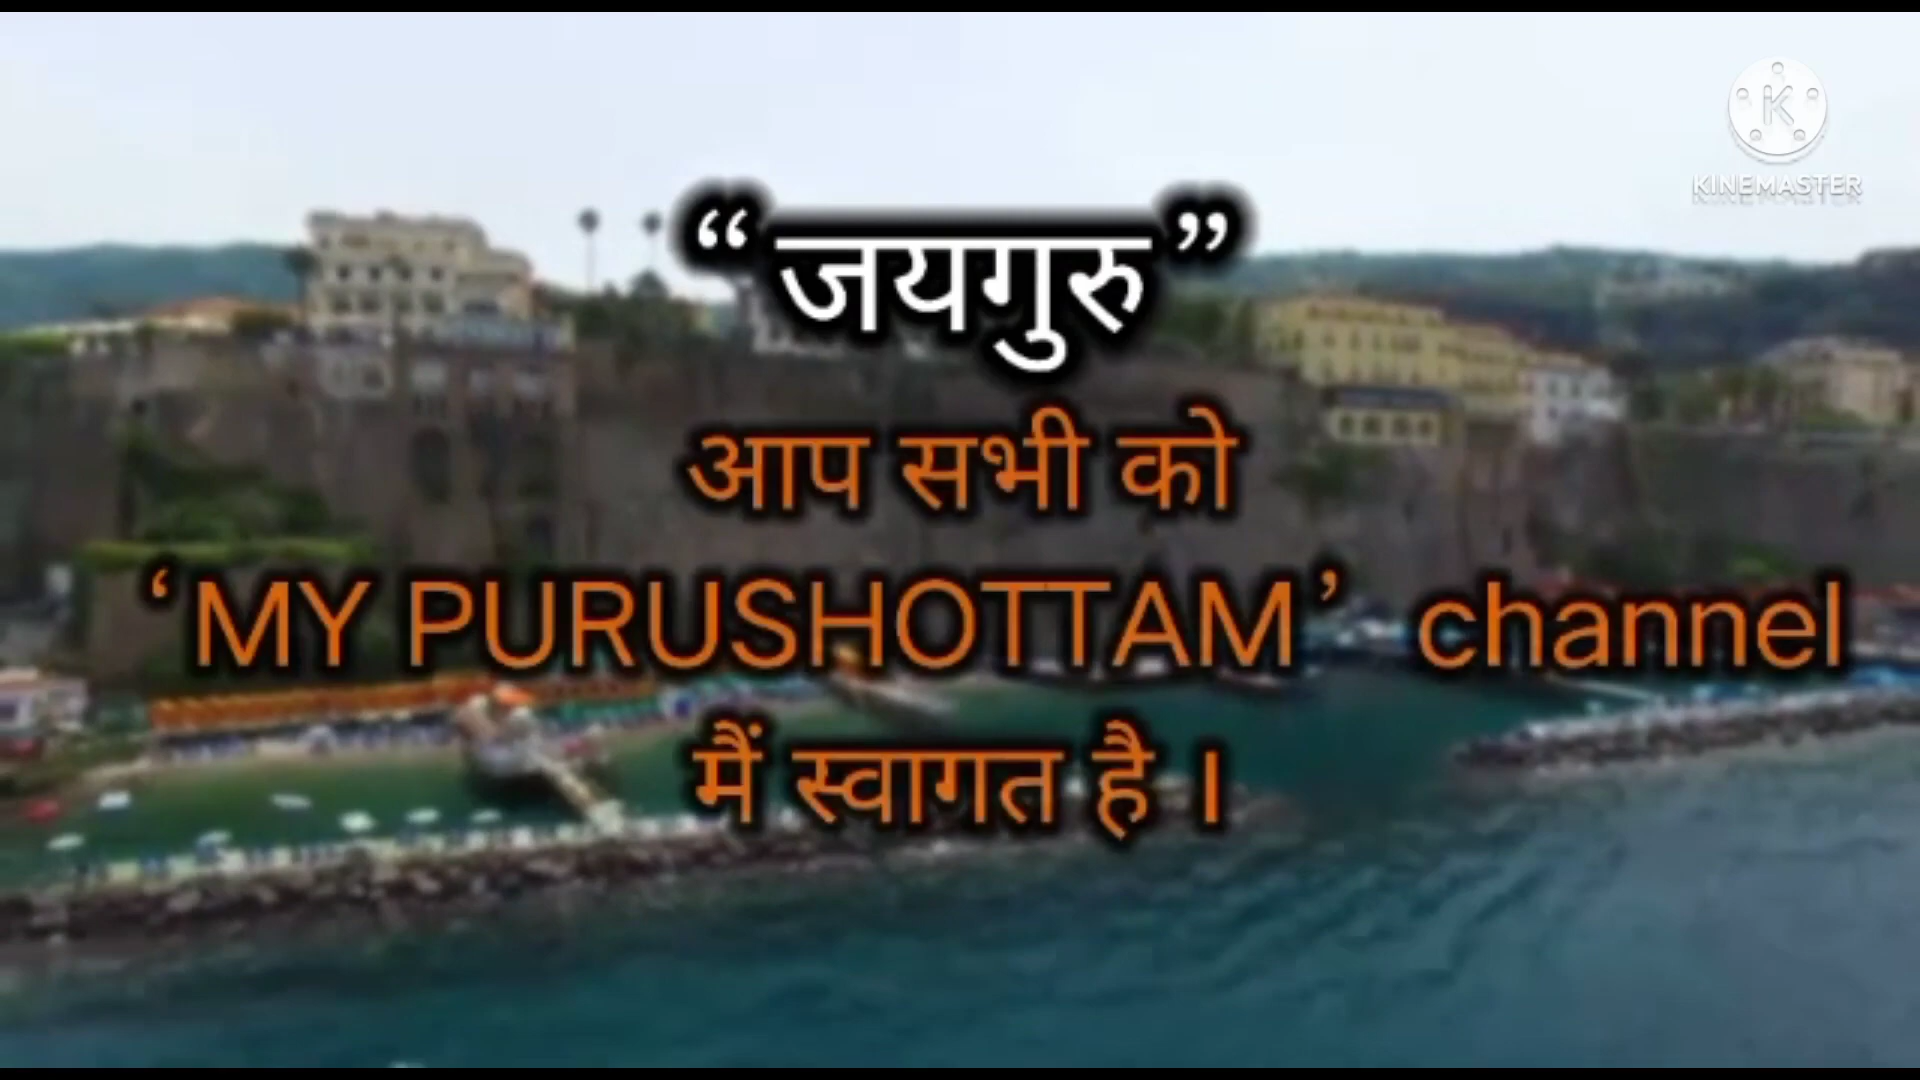 KINEMASTER
“जयगुरु”
आप सभी को
‘MY PURUSHOTTAM’ channel
मैं स्वागत है ।